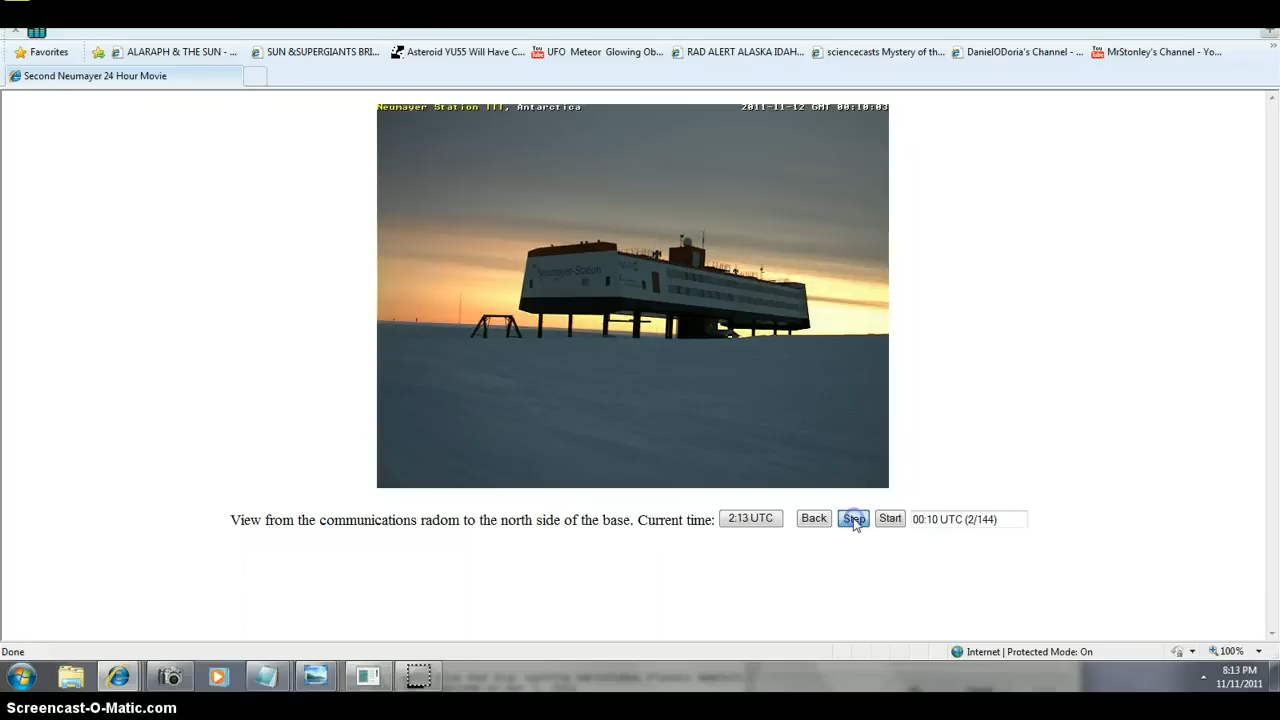 Favorites
ALARAPH & THE SUN - ...
SUN &SUPERGIANTS BRI...
Asteroid YU55 Will Have C...
You Tube
UFO Meteor Glowing Ob...
RAD ALERT ALASKA IDAH...
sciencecasts Mystery of th...
DanielODoria's Channel - ...
You Tube
MrStonley's Channel - Yo...
Second Neumayer 24 Hour Movie
Neumayer Station III, Antarctica
2011-11-12 GMT 00:10:03
Neumayer-Station
View from the communications radom to the north side of the base. Current time:
2:13 UTC
Back
Stop
Start
00:10 UTC (2/144)
Done
Internet | Protected Mode: On
100%
8:13 PM
11/11/2011
Screencast-O-Matic.com